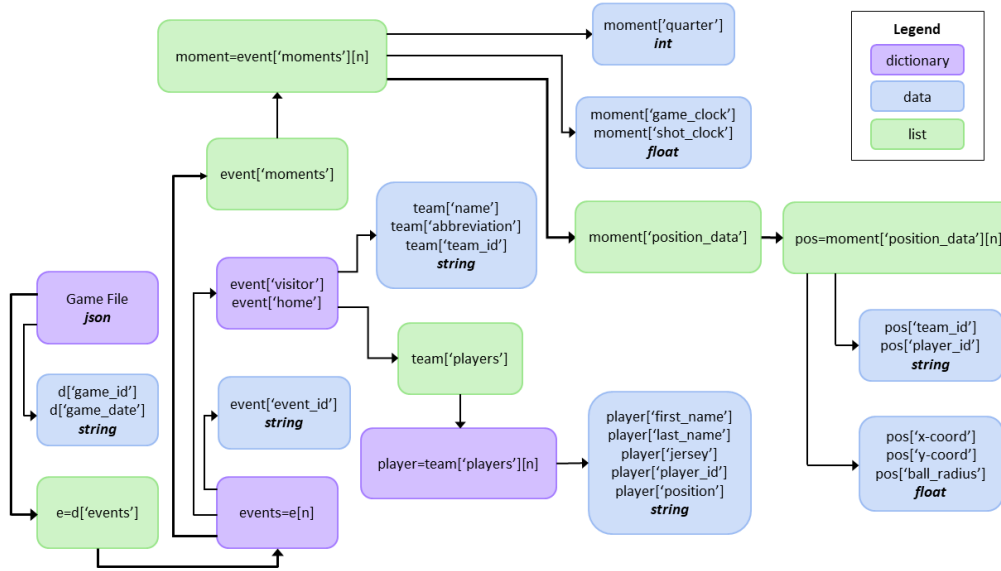 moment=event[‘moments’][n]
moment[‘quarter’]
int
Legend
dictionary
data
list
moment[‘game_clock’]
moment[‘shot_clock’]
float
event[‘moments’]
team[‘name’]
team[‘abbreviation’]
team[‘team_id’]
string
moment[‘position_data’]
pos=moment[‘position_data’][n]
Game File
json
event[‘visitor’]
event[‘home’]
team[‘players’]
pos[‘team_id’]
pos[‘player_id’]
string
d[‘game_id’]
d[‘game_date’]
string
event[‘event_id’]
string
player=team[‘players’][n]
player[‘first_name’]
player[‘last_name’]
player[‘jersey’]
player[‘player_id’]
player[‘position’]
string
pos[‘x-coord’]
pos[‘y-coord’]
pos[‘ball_radius’]
float
e=d[‘events’]
events=e[n]